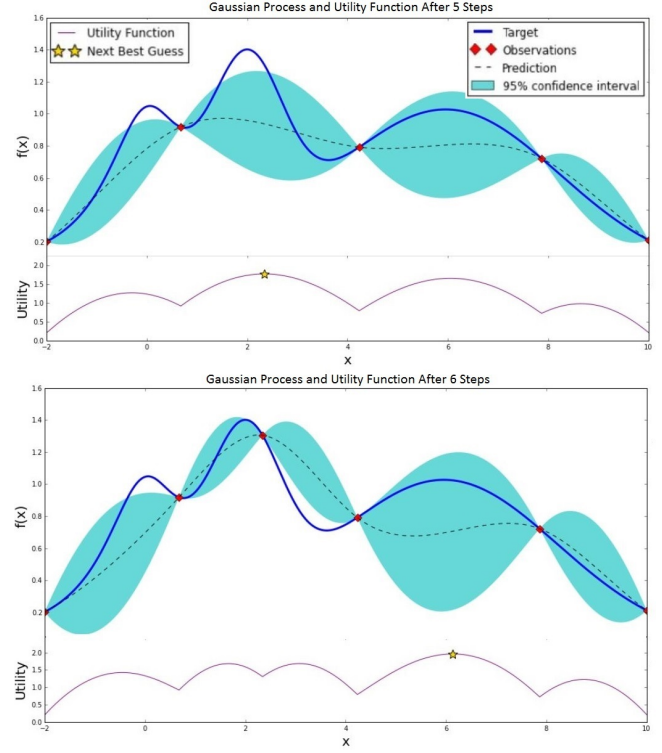 Gaussian Process and Utility Function After 5 Steps
Utility Function
Next Best Guess
Target
Observations
Prediction
95% confidence interval
1.6
1.4
1.2
1.0
0.8
0.6
0.4
0.2
f(x)
2.0
1.5
1.0
0.5
0.0
Utility
-2 0 2 4 6 8 10
x
Gaussian Process and Utility Function After 6 Steps
1.6
1.4
1.2
1.0
0.8
0.6
0.4
0.2
f(x)
2.0
1.5
1.0
0.5
0.0
Utility
-2 0 2 4 6 8 10
x